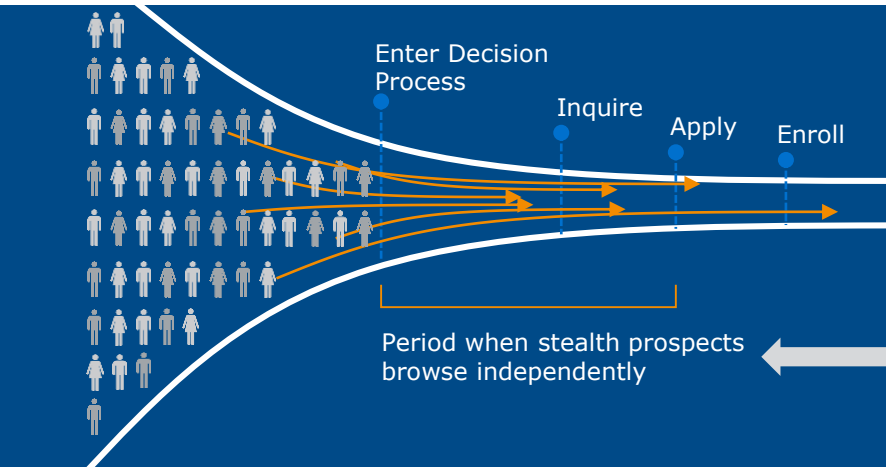 Enter Decision
Process
Inquire
Apply
Enroll
Period when stealth prospects
browse independently